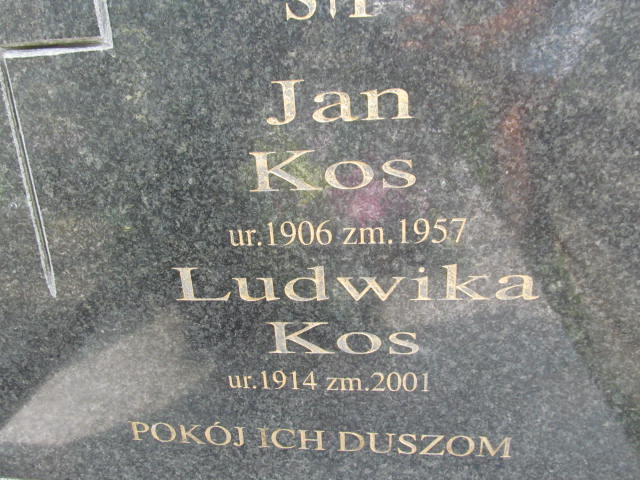 Jan
Kos
ur.1906 zm.1957
Ludwika
Kos
ur.1914 zm.2001
POKÓJ ICH DUSZOM